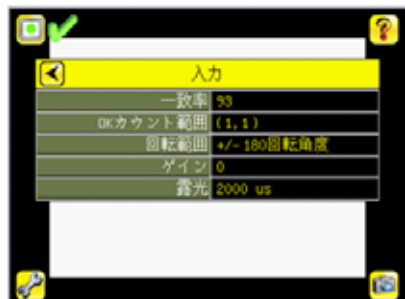 入力
一致率 93
OKカウント範囲 (1,1)
回転範囲 +/-180回転角度
ゲイン 0
露光 2000 us